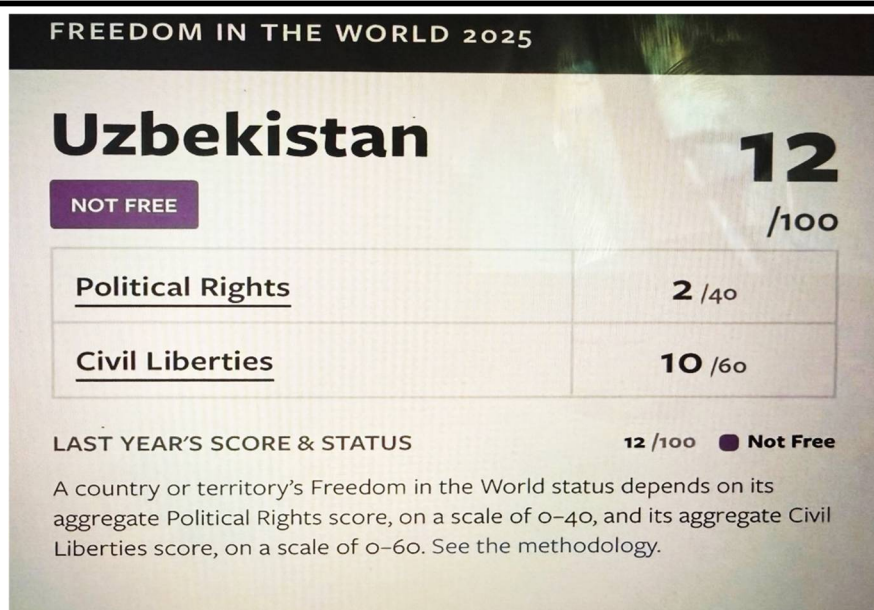 FREEDOM IN THE WORLD 2025
Uzbekistan
12
NOT FREE
/100
Political Rights 2 /40
Civil Liberties 10 /60
LAST YEAR'S SCORE & STATUS 12 /100 Not Free
A country or territory's Freedom in the World status depends on its
aggregate Political Rights score, on a scale of 0–40, and its aggregate Civil
Liberties score, on a scale of 0–60. See the methodology.